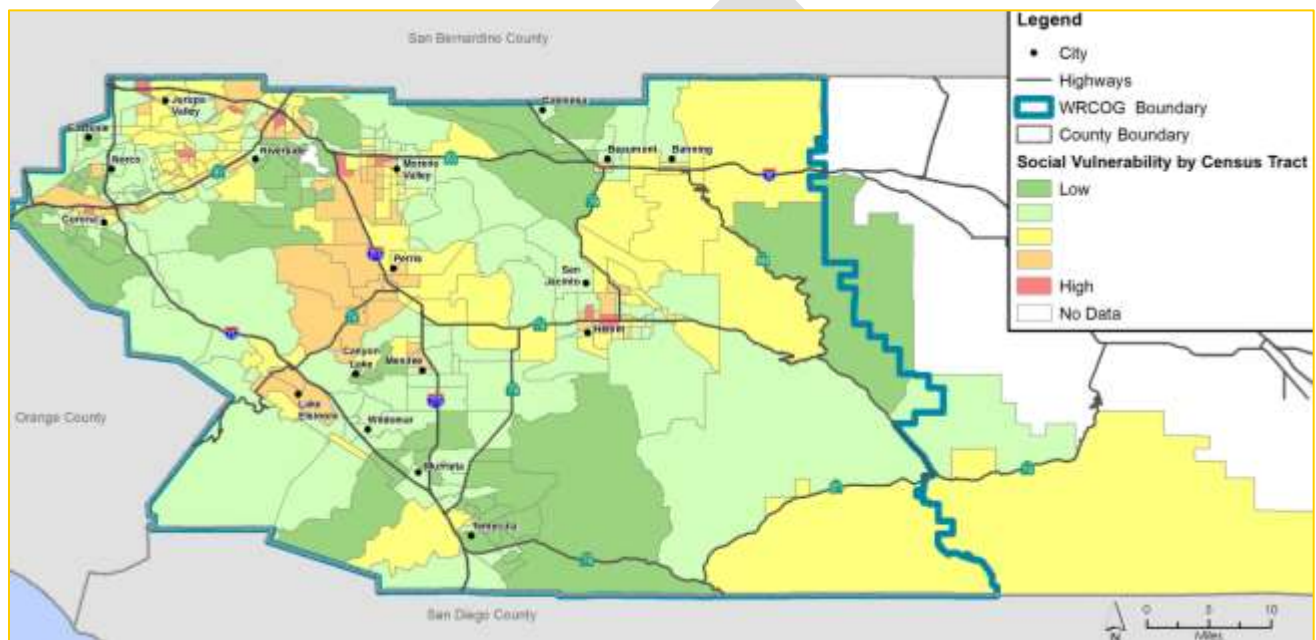 San Bernardino County
Legend
City
Highways
WRCOG Boundary
County Boundary
Social Vulnerability by Census Tract
Low
High
No Data
Jurupa
Valley
Eastvale
Norco
Riverside
Corona
Moreno
Valley
Calimesa
Beaumont
Banning
Perris
San
Jacinto
Hemet
Canyon
Lake
Menifee
Lake
Elsinore
Wildomar
Murrieta
Temecula
Orange County
San Diego County
N
0 5 10
Miles